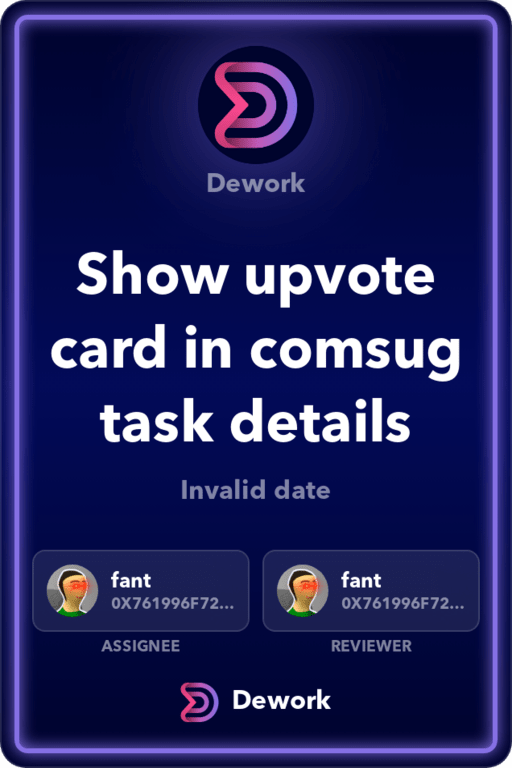 Dework
Show upvote
card in comsug
task details
Invalid date
fant
0X761996F72...
fant
0X761996F72...
ASSIGNEE
REVIEWER
Dework